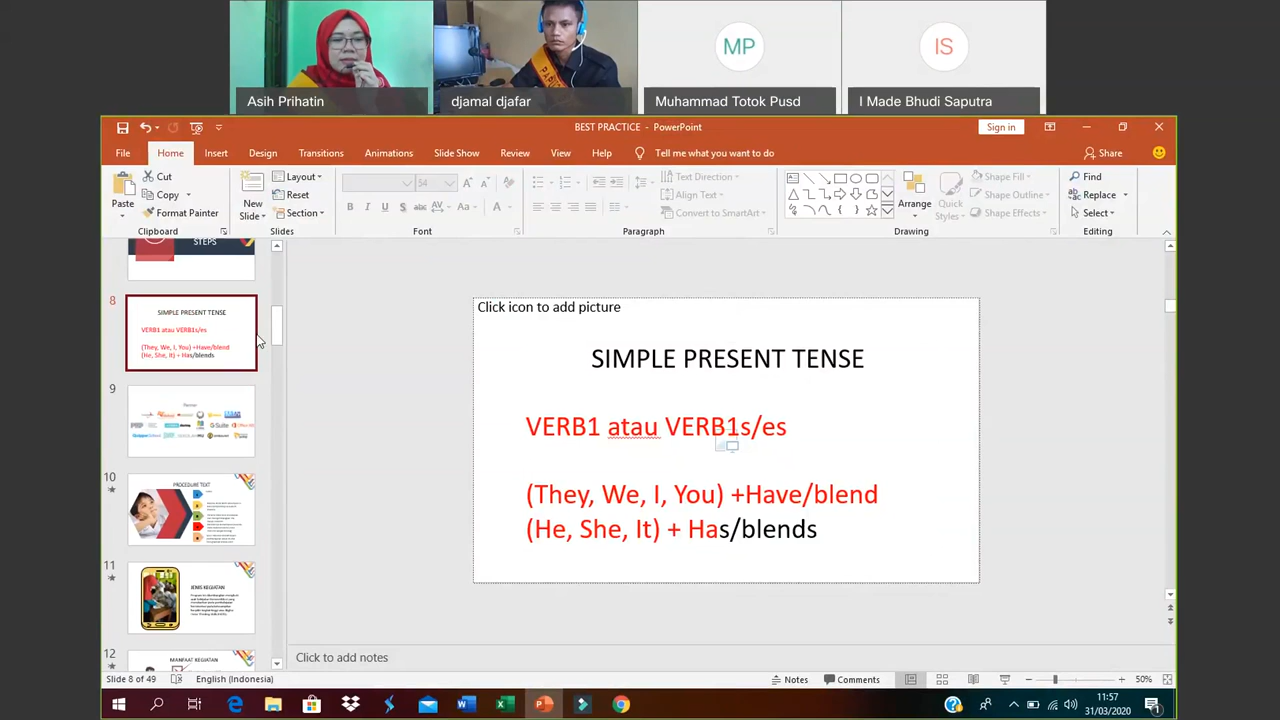 Asih Prihatin
djamal djafar
MP
Muhammad Totok Pusd
IS
I Made Bhudi Saputra
BEST PRACTICE - PowerPoint
Sign in
File
Home
Insert
Design
Transitions
Animations
Slide Show
Review
View
Help
Tell me what you want to do
Share
Paste
Cut
Copy
Format Painter
Clipboard
New Slide
Layout
Reset
Section
Slides
54
Font
Text Direction
Align Text
Convert to SmartArt
Paragraph
Arrange
Quick Styles
Shape Fill
Shape Outline
Shape Effects
Drawing
Find
Replace
Select
Editing
STEPS
8
SIMPLE PRESENT TENSE
VERB1 atau VERB1s/es
(They, We, I, You) +Have/blend
(He, She, It) + Has/blends
9
Partner
10
PROCEDURE TEXT
11
JENIS KEGIATAN
12
MANFAAT KEGIATAN
Click icon to add picture
SIMPLE PRESENT TENSE
VERB1 atau VERB1s/es
(They, We, I, You) +Have/blend
(He, She, It) + Has/blends
Click to add notes
Slide 8 of 49
English (Indonesia)
Notes
Comments
50%
11:57
31/03/2020